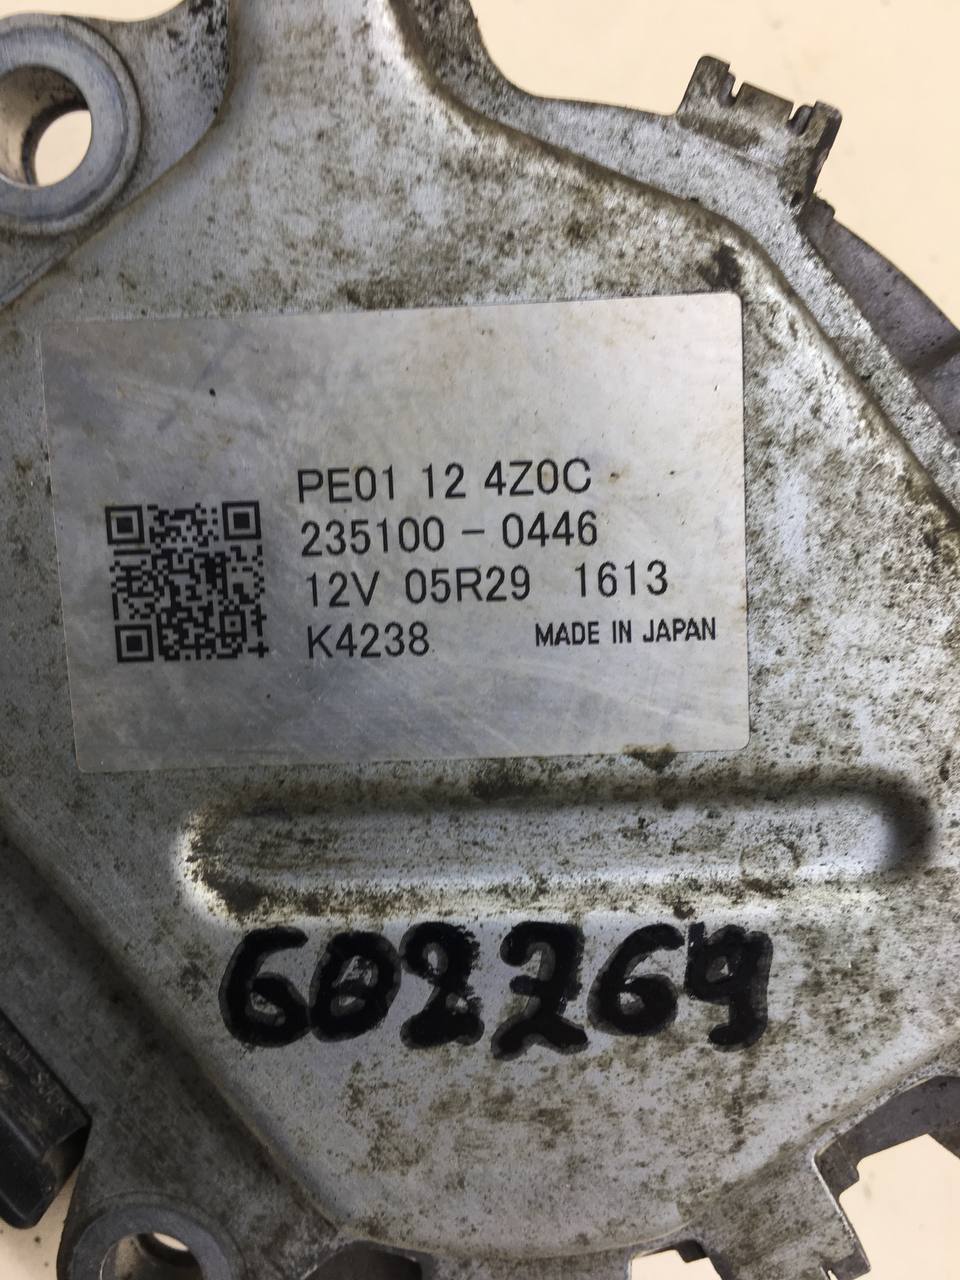 PE01 12 4Z0C
235100-0446
12V 05R29 1613
K4238 MADE IN JAPAN
602269